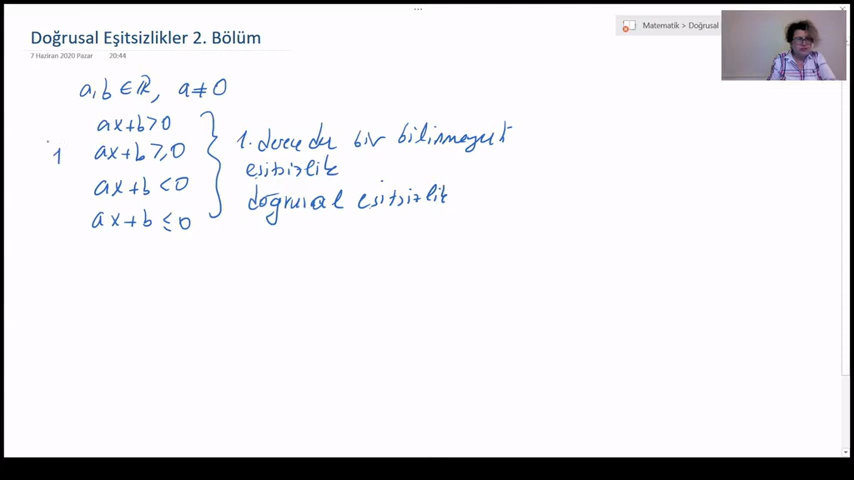 Doğrusal Eşitsizlikler 2. Bölüm
7 Haziran 2020 Pazar 20:44
Matematik > Doğrusal
a,b ∈ ℝ, a ≠ 0
ax+b>0
1 ax+b≥0
ax+b<0
ax+b≤0
1. dereceden bir bilinmeyenli
eşitsizlik
doğrusal eşitsizlik